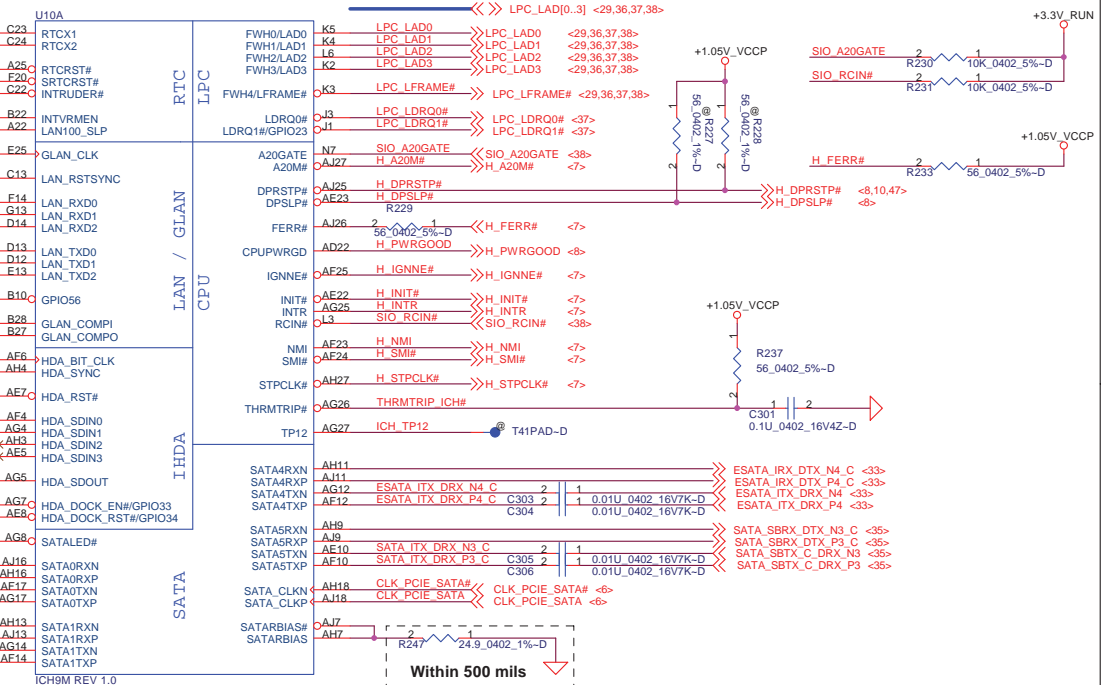 LPC_LAD[0..3] <29,36,37,38>
U10A
C23 RTCX1
C24 RTCX2
A25 RTCRST#
F20 SRTCRST#
C22 INTRUDER#
B22 INTVRMEN
A22 LAN100_SLP
E25 GLAN_CLK
C13 LAN_RSTSYNC
F14 LAN_RXD0
G13 LAN_RXD1
D14 LAN_RXD2
D13 LAN_TXD0
D12 LAN_TXD1
E13 LAN_TXD2
B10 GPIO56
B28 GLAN_COMPI
B27 GLAN_COMPO
AF6 HDA_BIT_CLK
AH4 HDA_SYNC
AE7 HDA_RST#
AF4 HDA_SDIN0
AG4 HDA_SDIN1
AH3 HDA_SDIN2
AE5 HDA_SDIN3
AG5 HDA_SDOUT
AG7 HDA_DOCK_EN#/GPIO33
AE8 HDA_DOCK_RST#/GPIO34
AG8 SATALED#
AJ16 SATA0RXN
AH16 SATA0RXP
AF17 SATA0TXN
AG17 SATA0TXP
AH13 SATA1RXN
AJ13 SATA1RXP
AG14 SATA1TXN
AF14 SATA1TXP
ICH9M REV 1.0
RTC
LPC
LAN / GLAN
CPU
IHDA
SATA
FWH0/LAD0 K5 LPC_LAD0 LPC_LAD0 <29,36,37,38>
FWH1/LAD1 K4 LPC_LAD1 LPC_LAD1 <29,36,37,38>
FWH2/LAD2 L6 LPC_LAD2 LPC_LAD2 <29,36,37,38>
FWH3/LAD3 K2 LPC_LAD3 LPC_LAD3 <29,36,37,38>
FWH4/LFRAME# K3 LPC_LFRAME# LPC_LFRAME# <29,36,37,38>
LDRQ0# J3 LPC_LDRQ0# LPC_LDRQ0# <37>
LDRQ1#/GPIO23 J1 LPC_LDRQ1# LPC_LDRQ1# <37>
A20GATE N7 SIO_A20GATE SIO_A20GATE <38>
A20M# AJ27 H_A20M# H_A20M# <7>
DPRSTP# AJ25 H_DPRSTP# H_DPRSTP# <8,10,47>
DPSLP# AE23 H_DPSLP# H_DPSLP# <8>
R229
FERR# AJ26 2 1 H_FERR# <7>
56_0402_5%~D
CPUPWRGD AD22 H_PWRGOOD H_PWRGOOD <8>
IGNNE# AF25 H_IGNNE# H_IGNNE# <7>
INIT# AE22 H_INIT# H_INIT# <7>
INTR AG25 H_INTR H_INTR <7>
RCIN# L3 SIO_RCIN# SIO_RCIN# <38>
NMI AF23 H_NMI H_NMI <7>
SMI# AF24 H_SMI# H_SMI# <7>
STPCLK# AH27 H_STPCLK# H_STPCLK# <7>
THRMTRIP# AG26 THRMTRIP_ICH#
TP12 AG27 ICH_TP12 @ T41PAD~D
SATA4RXN AH11 ESATA_IRX_DTX_N4_C <33>
SATA4RXP AJ11 ESATA_IRX_DTX_P4_C <33>
SATA4TXN AG12 ESATA_ITX_DRX_N4_C C303 2 1 0.01U_0402_16V7K~D ESATA_ITX_DRX_N4 <33>
SATA4TXP AF12 ESATA_ITX_DRX_P4_C C304 2 1 0.01U_0402_16V7K~D ESATA_ITX_DRX_P4 <33>
SATA5RXN AH9 SATA_SBRX_DTX_N3_C <35>
SATA5RXP AJ9 SATA_SBRX_DTX_P3_C <35>
SATA5TXN AE10 SATA_ITX_DRX_N3_C C305 2 1 0.01U_0402_16V7K~D SATA_SBTX_C_DRX_N3 <35>
SATA5TXP AF10 SATA_ITX_DRX_P3_C C306 2 1 0.01U_0402_16V7K~D SATA_SBTX_C_DRX_P3 <35>
SATA_CLKN AH18 CLK_PCIE_SATA# CLK_PCIE_SATA# <6>
SATA_CLKP AJ18 CLK_PCIE_SATA CLK_PCIE_SATA <6>
SATARBIAS# AJ7
SATARBIAS AH7
R247 2 1 24.9_0402_1%~D
Within 500 mils
+1.05V_VCCP
1 2 @ R227 56_0402_1%~D
1 2 @ R228 56_0402_1%~D
+3.3V_RUN
SIO_A20GATE 2 1
R230 10K_0402_5%~D
SIO_RCIN# 2 1
R231 10K_0402_5%~D
+1.05V_VCCP
H_FERR# 2 1
R233 56_0402_5%~D
+1.05V_VCCP
1 2
R237
56_0402_5%~D
1 2
C301
0.1U_0402_16V4Z~D